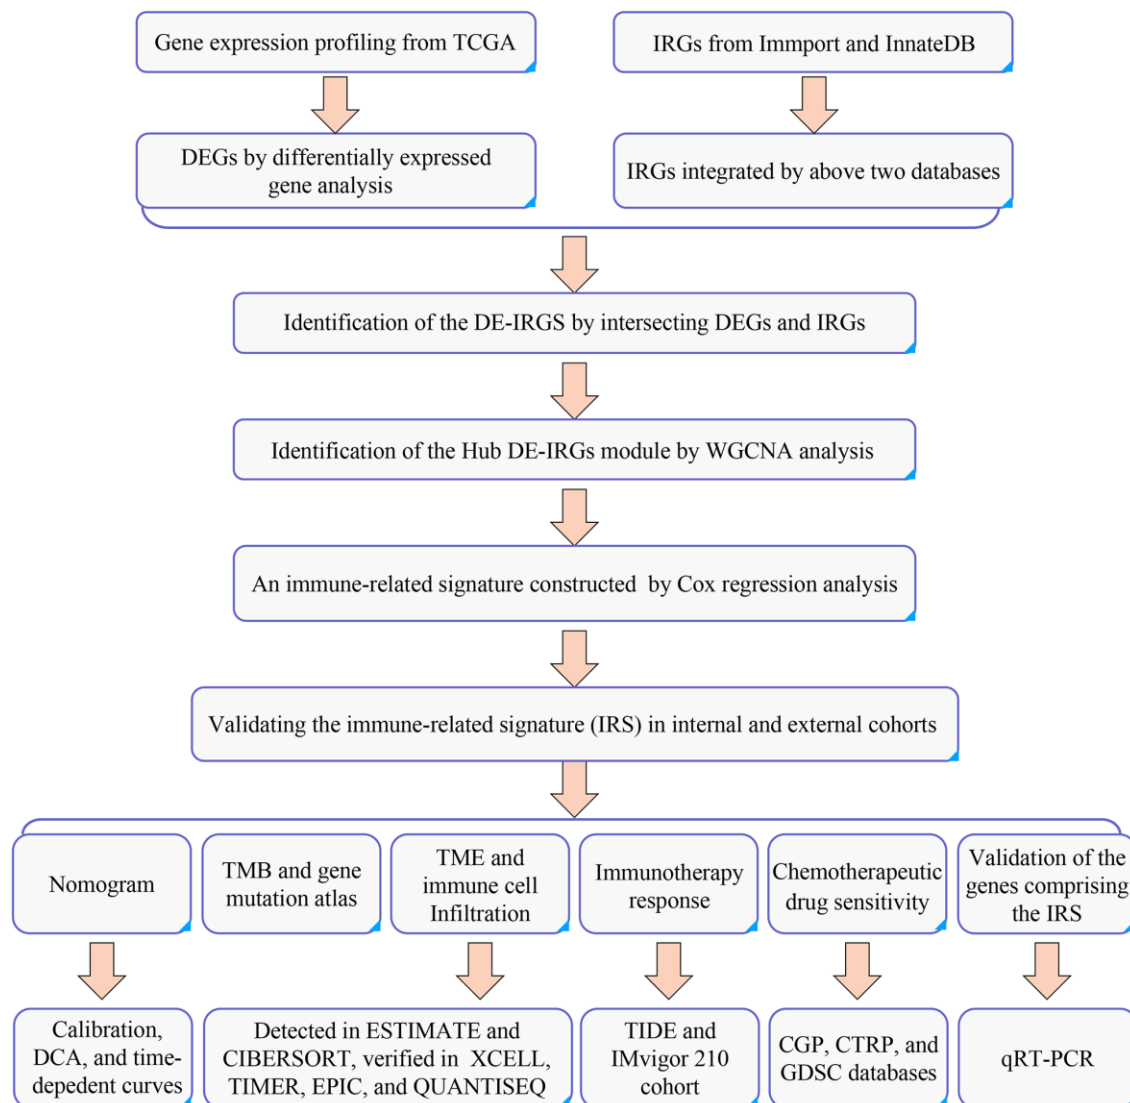 Gene expression profiling from TCGA
IRGs from Immport and InnateDB
DEGs by differentially expressed
gene analysis
IRGs integrated by above two databases
Identification of the DE-IRGS by intersecting DEGs and IRGs
Identification of the Hub DE-IRGs module by WGCNA analysis
An immune-related signature constructed  by Cox regression analysis
Validating the immune-related signature (IRS) in internal and external cohorts
Nomogram
TMB and gene
mutation atlas
TME and
immune cell
Infiltration
Immunotherapy
response
Chemotherapeutic
drug sensitivity
Validation of the
genes comprising
the IRS
Calibration,
DCA, and time-
depedent curves
Detected in ESTIMATE and
CIBERSORT, verified in  XCELL,
TIMER, EPIC, and QUANTISEQ
TIDE and
IMvigor 210
cohort
CGP, CTRP, and
GDSC databases
qRT-PCR